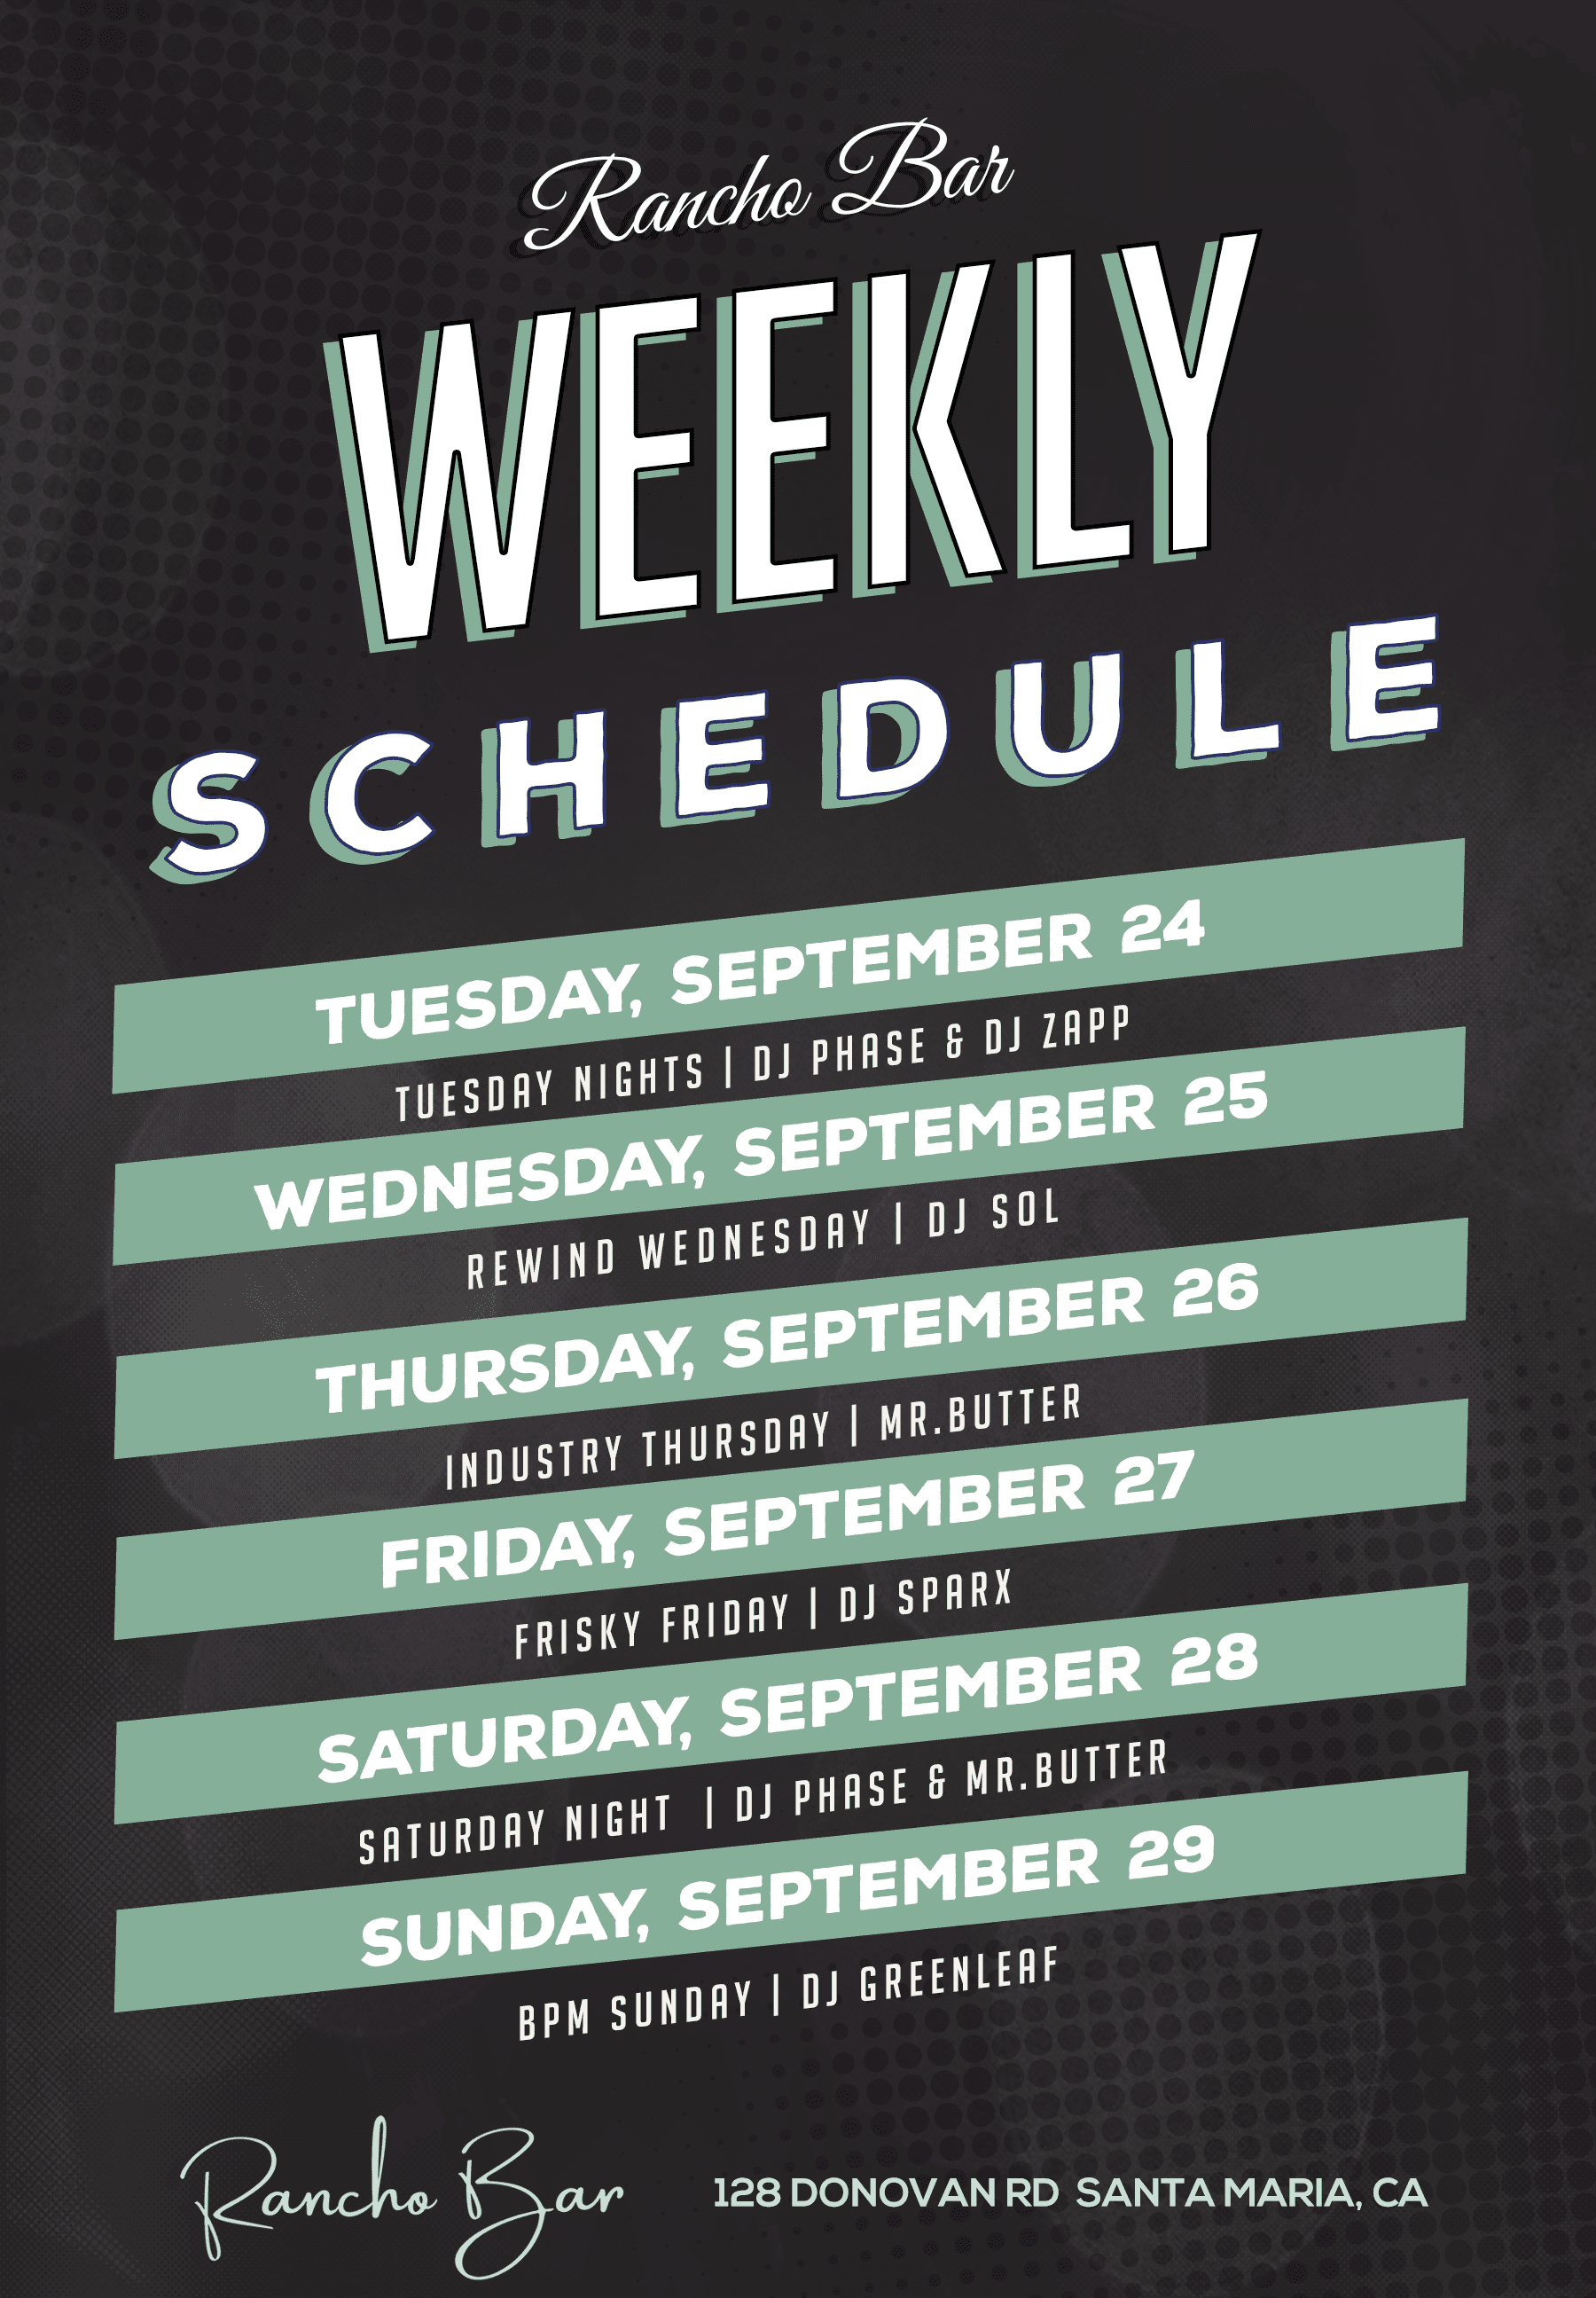 Rancho Bar
WEEKLY
SCHEDULE
TUESDAY, SEPTEMBER 24
TUESDAY NIGHTS | DJ PHASE & DJ ZAPP
WEDNESDAY, SEPTEMBER 25
REWIND WEDNESDAY | DJ SOL
THURSDAY, SEPTEMBER 26
INDUSTRY THURSDAY | MR.BUTTER
FRIDAY, SEPTEMBER 27
FRISKY FRIDAY | DJ SPARX
SATURDAY, SEPTEMBER 28
SATURDAY NIGHT | DJ PHASE & MR.BUTTER
SUNDAY, SEPTEMBER 29
BPM SUNDAY | DJ GREENLEAF
Rancho Bar
128 DONOVAN RD SANTA MARIA, CA